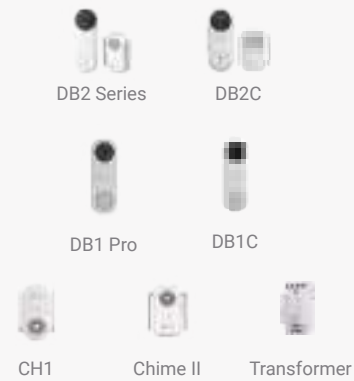 DB2 Series DB2C
DB1 Pro DB1C
CH1 Chime II Transformer